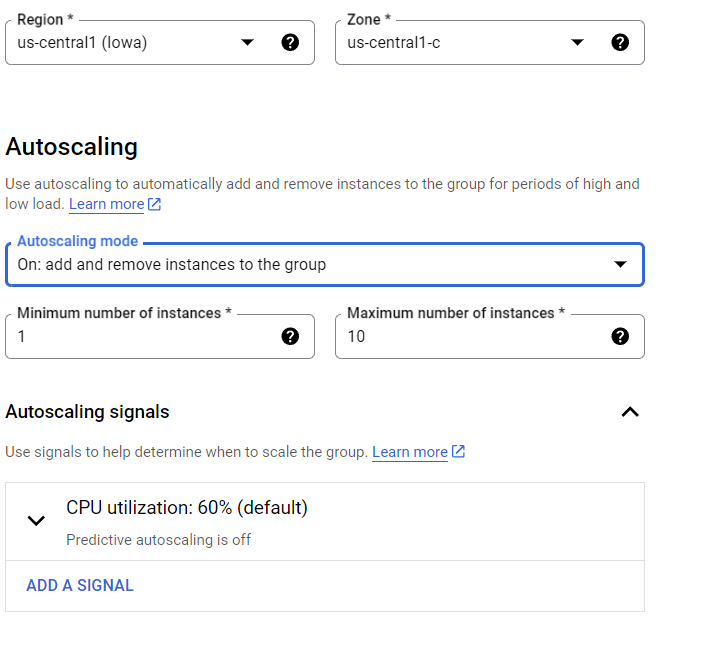 Region *
us-central1 (Iowa)
Zone *
us-central1-c
Autoscaling
Use autoscaling to automatically add and remove instances to the group for periods of high and
low load. Learn more
Autoscaling mode
On: add and remove instances to the group
Minimum number of instances *
1
Maximum number of instances *
10
Autoscaling signals
Use signals to help determine when to scale the group. Learn more
CPU utilization: 60% (default)
Predictive autoscaling is off
ADD A SIGNAL